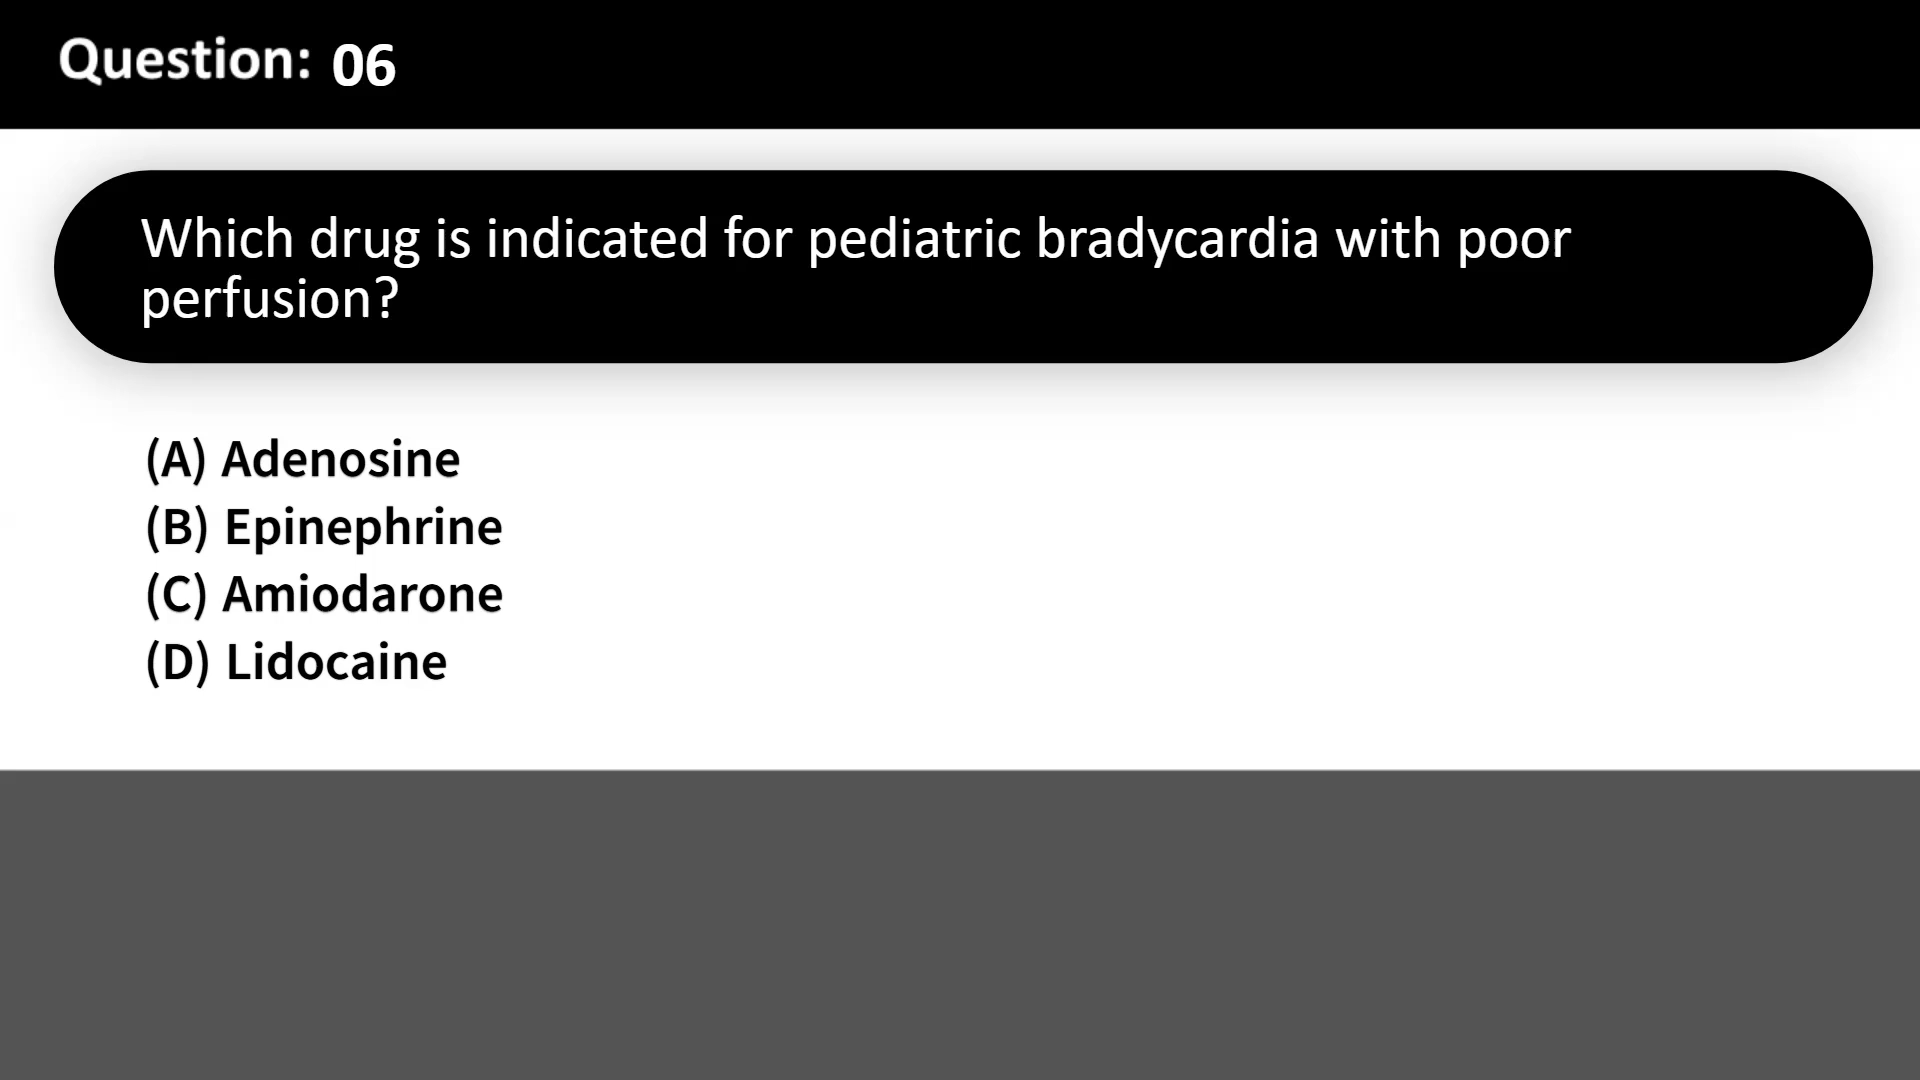 Question: 06
Which drug is indicated for pediatric bradycardia with poor
perfusion?
(A) Adenosine
(B) Epinephrine
(C) Amiodarone
(D) Lidocaine